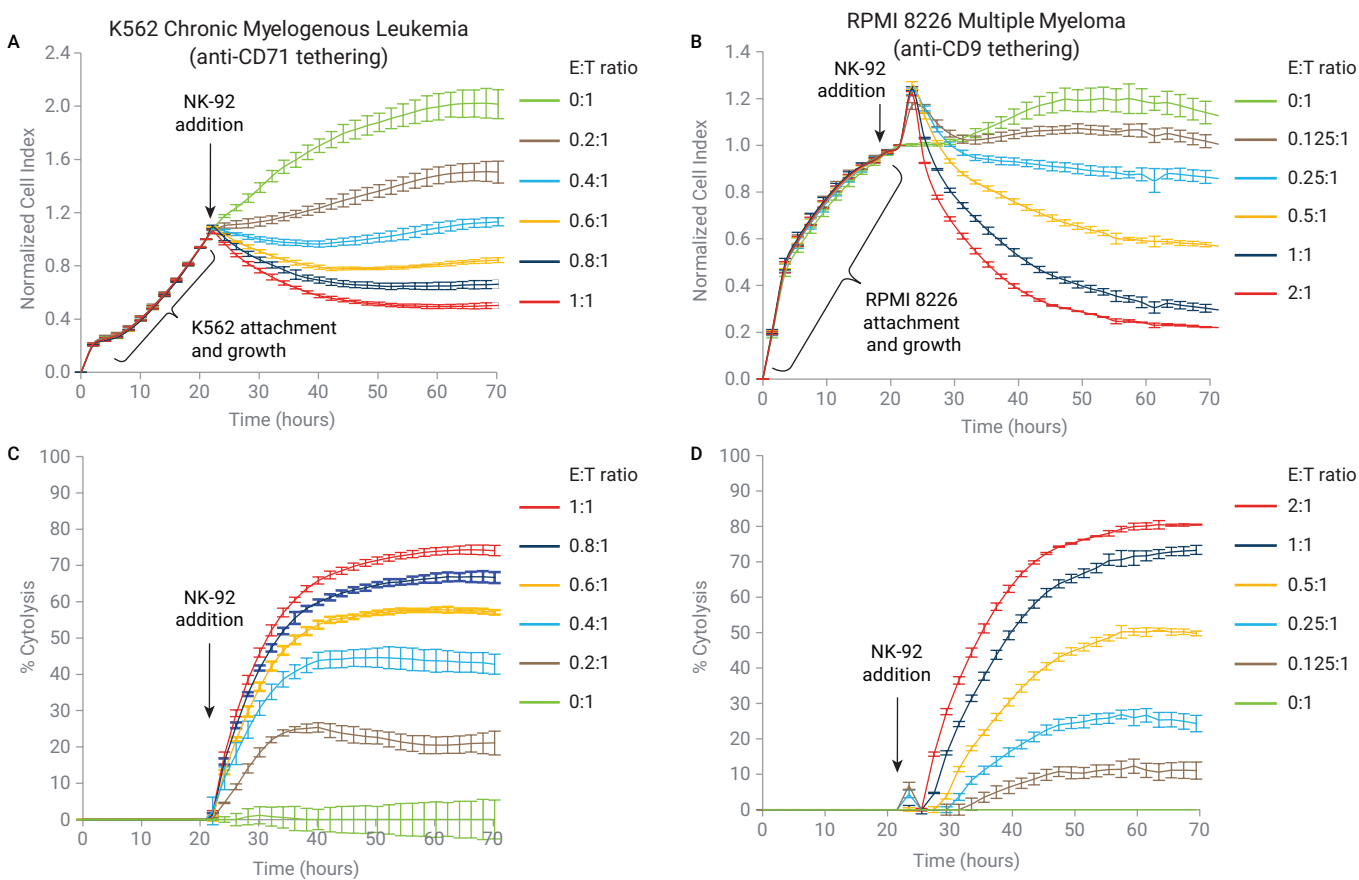 A
K562 Chronic Myelogenous Leukemia
(anti-CD71 tethering)
2.4
2.0
1.6
1.2
0.8
0.4
0.0
Normalized Cell Index
NK-92
addition
K562 attachment
and growth
0 10 20 30 40 50 60 70
Time (hours)
E:T ratio
0:1
0.2:1
0.4:1
0.6:1
0.8:1
1:1
B
RPMI 8226 Multiple Myeloma
(anti-CD9 tethering)
1.4
1.2
1.0
0.8
0.6
0.4
0.2
0.0
Normalized Cell Index
NK-92
addition
RPMI 8226
attachment
and growth
0 10 20 30 40 50 60 70
Time (hours)
E:T ratio
0:1
0.125:1
0.25:1
0.5:1
1:1
2:1
C
100
90
80
70
60
50
40
30
20
10
0
% Cytolysis
NK-92
addition
0 10 20 30 40 50 60 70
Time (hours)
E:T ratio
1:1
0.8:1
0.6:1
0.4:1
0.2:1
0:1
D
100
90
80
70
60
50
40
30
20
10
0
% Cytolysis
NK-92
addition
0 10 20 30 40 50 60 70
Time (hours)
E:T ratio
2:1
1:1
0.5:1
0.25:1
0.125:1
0:1